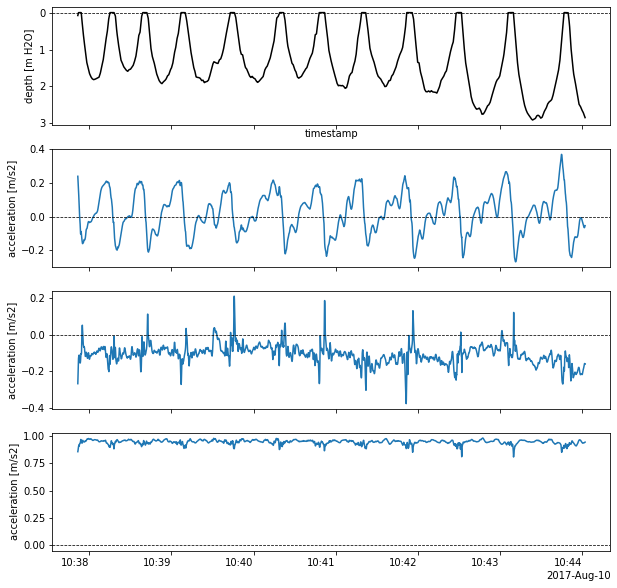 depth [m H2O]
0
1
2
3
timestamp
acceleration [m/s2]
0.4
0.2
0.0
−0.2
acceleration [m/s2]
0.2
0.0
−0.2
−0.4
acceleration [m/s2]
1.00
0.75
0.50
0.25
0.00
10:38 10:39 10:40 10:41 10:42 10:43 10:44
2017-Aug-10